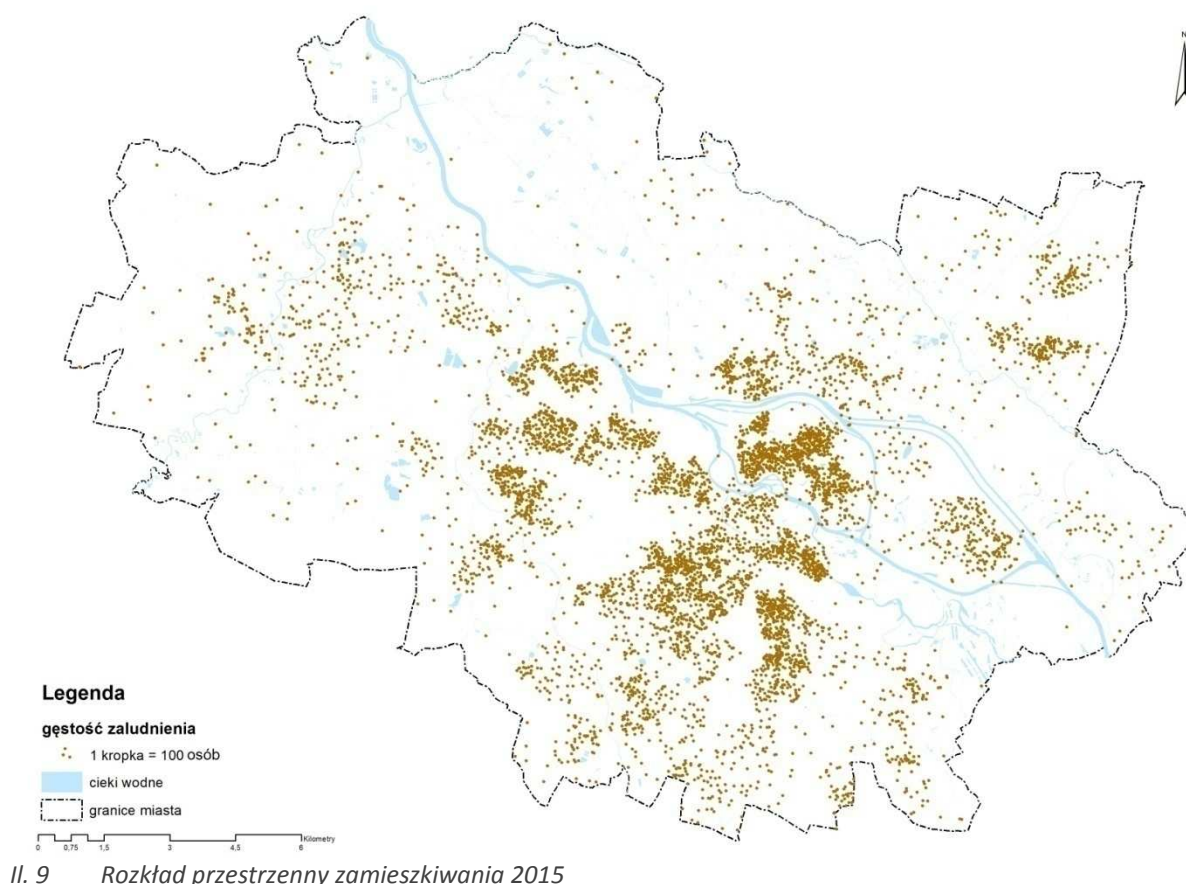 N
Legenda
gęstość zaludnienia
1 kropka = 100 osób
cieki wodne
granice miasta
0 0,75 1,5 3 4,5 6 Kilometry
Il. 9 Rozkład przestrzenny zamieszkiwania 2015